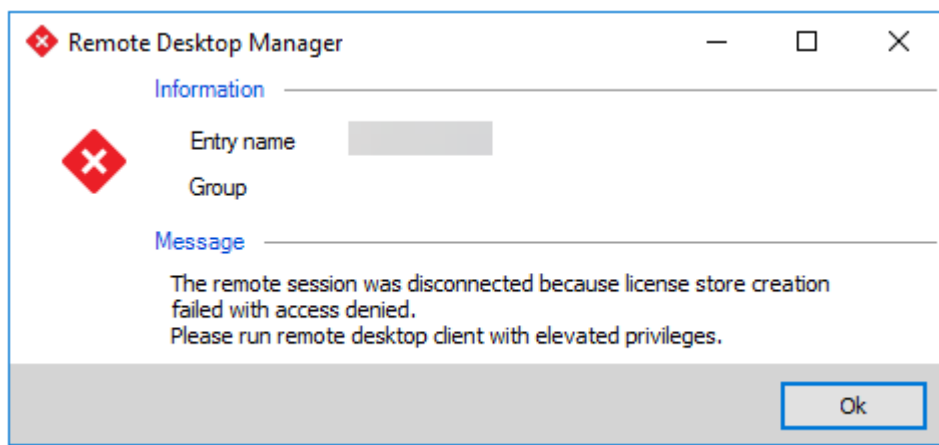 Remote Desktop Manager
Information
Entry name
Group
Message
The remote session was disconnected because license store creation
failed with access denied.
Please run remote desktop client with elevated privileges.
Ok